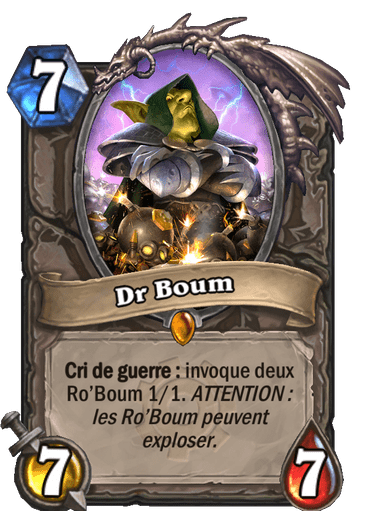 7
Dr Boum
Cri de guerre : invoque deux
Ro'Boum 1/1. ATTENTION :
les Ro'Boum peuvent
exploser.
7
7